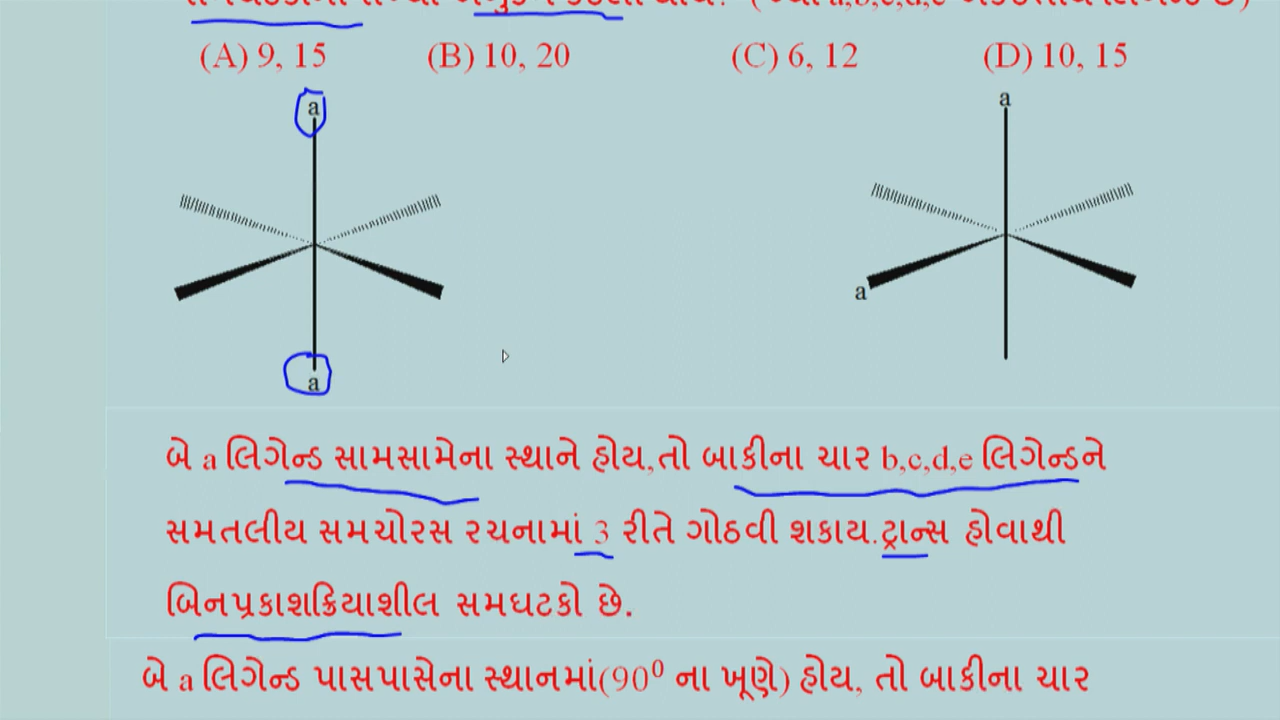 (A) 9, 15 (B) 10, 20 (C) 6, 12 (D) 10, 15
a a
a
a
બે a લિગેન્ડ સામસામેના સ્થાને હોય,તો બાકીના ચાર b,c,d,e લિગેન્ડને
સમતલીય સમચોરસ રચનામાં 3 રીતે ગોઠવી શકાય.ટ્રાન્સ હોવાથી
બિનપ્રકાશક્રિયાશીલ સમઘટકો છે.
બે a લિગેન્ડ પાસપાસેના સ્થાનમાં(90⁰ ના ખૂણે) હોય, તો બાકીના ચાર